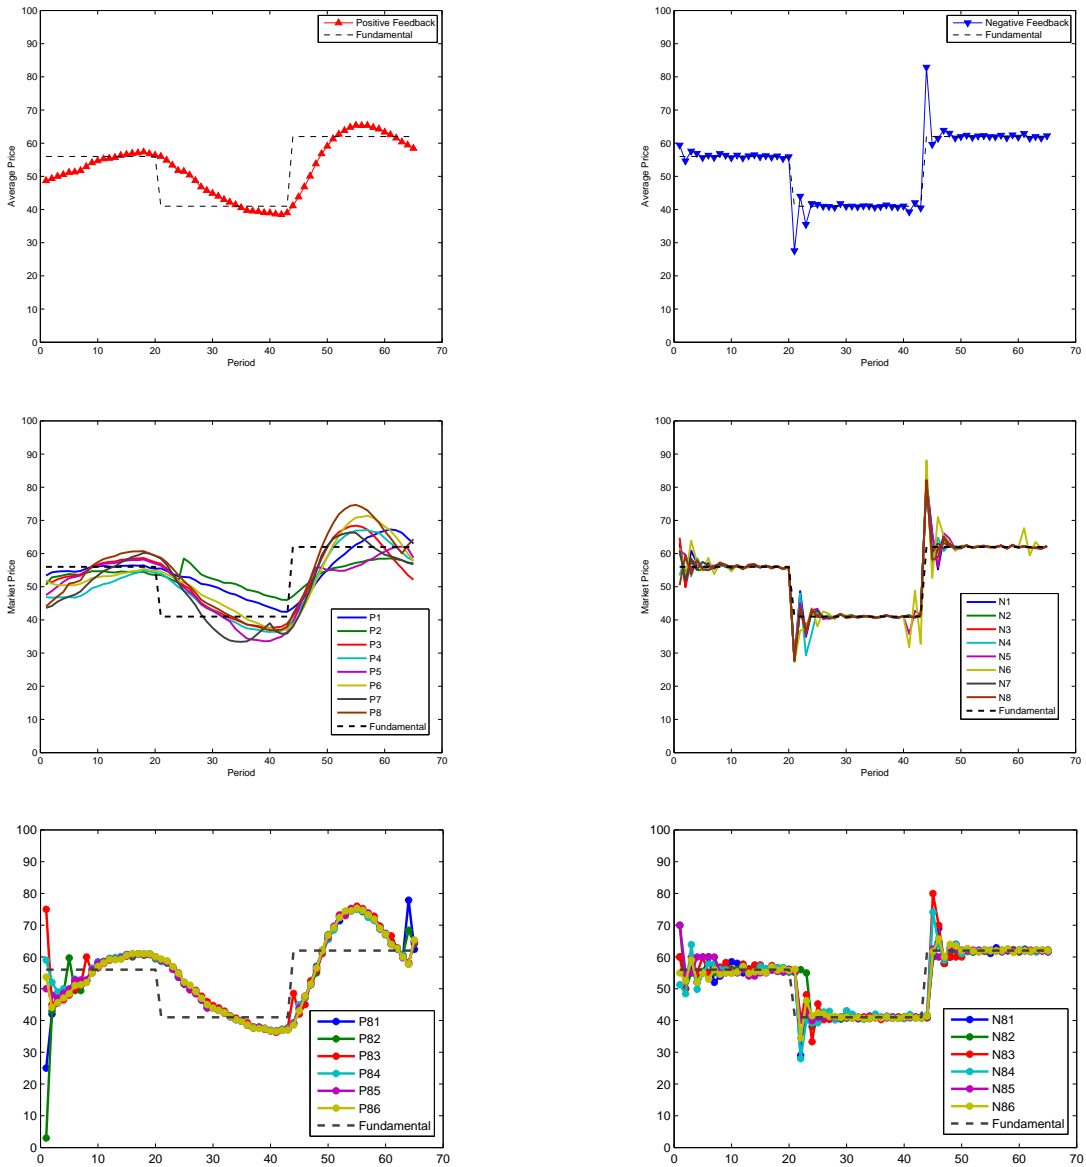 100
90
80
70
60
50
40
30
20
10
0
Average Price
Positive Feedback
Fundamental
0 10 20 30 40 50 60 70
Period
100
90
80
70
60
50
40
30
20
10
0
Average Price
Negative Feedback
Fundamental
0 10 20 30 40 50 60 70
Period
100
90
80
70
60
50
40
30
20
10
0
Market Price
P1
P2
P3
P4
P5
P6
P7
P8
Fundamental
0 10 20 30 40 50 60 70
Period
100
90
80
70
60
50
40
30
20
10
0
Market Price
N1
N2
N3
N4
N5
N6
N7
N8
Fundamental
0 10 20 30 40 50 60 70
Period
100
90
80
70
60
50
40
30
20
10
0
P81
P82
P83
P84
P85
P86
Fundamental
0 10 20 30 40 50 60 70
100
90
80
70
60
50
40
30
20
10
0
N81
N82
N83
N84
N85
N86
Fundamental
0 10 20 30 40 50 60 70